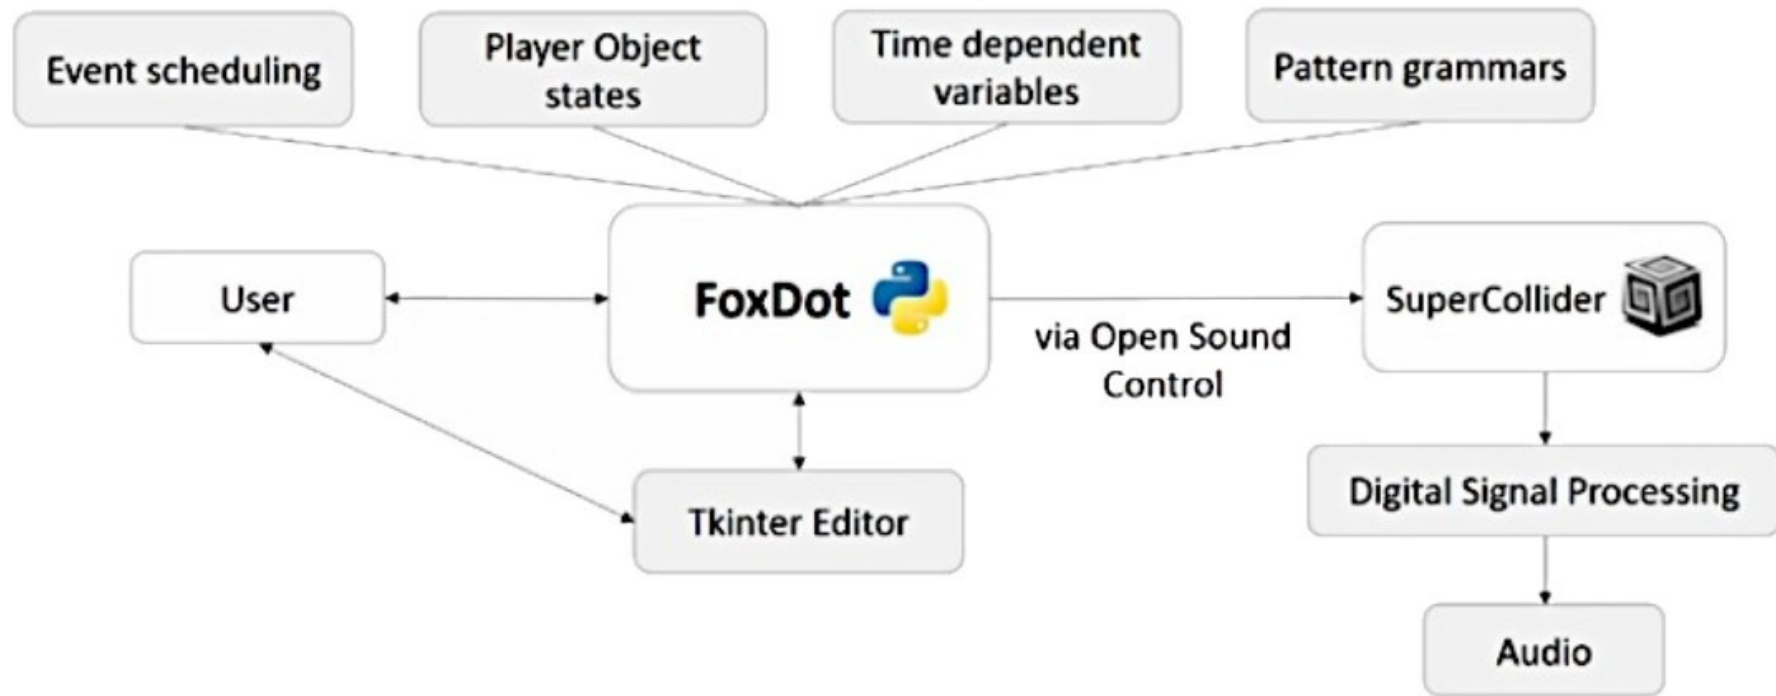 Event scheduling
Player Object
states
Time dependent
variables
Pattern grammars
User
FoxDot
via Open Sound
Control
SuperCollider
Tkinter Editor
Digital Signal Processing
Audio